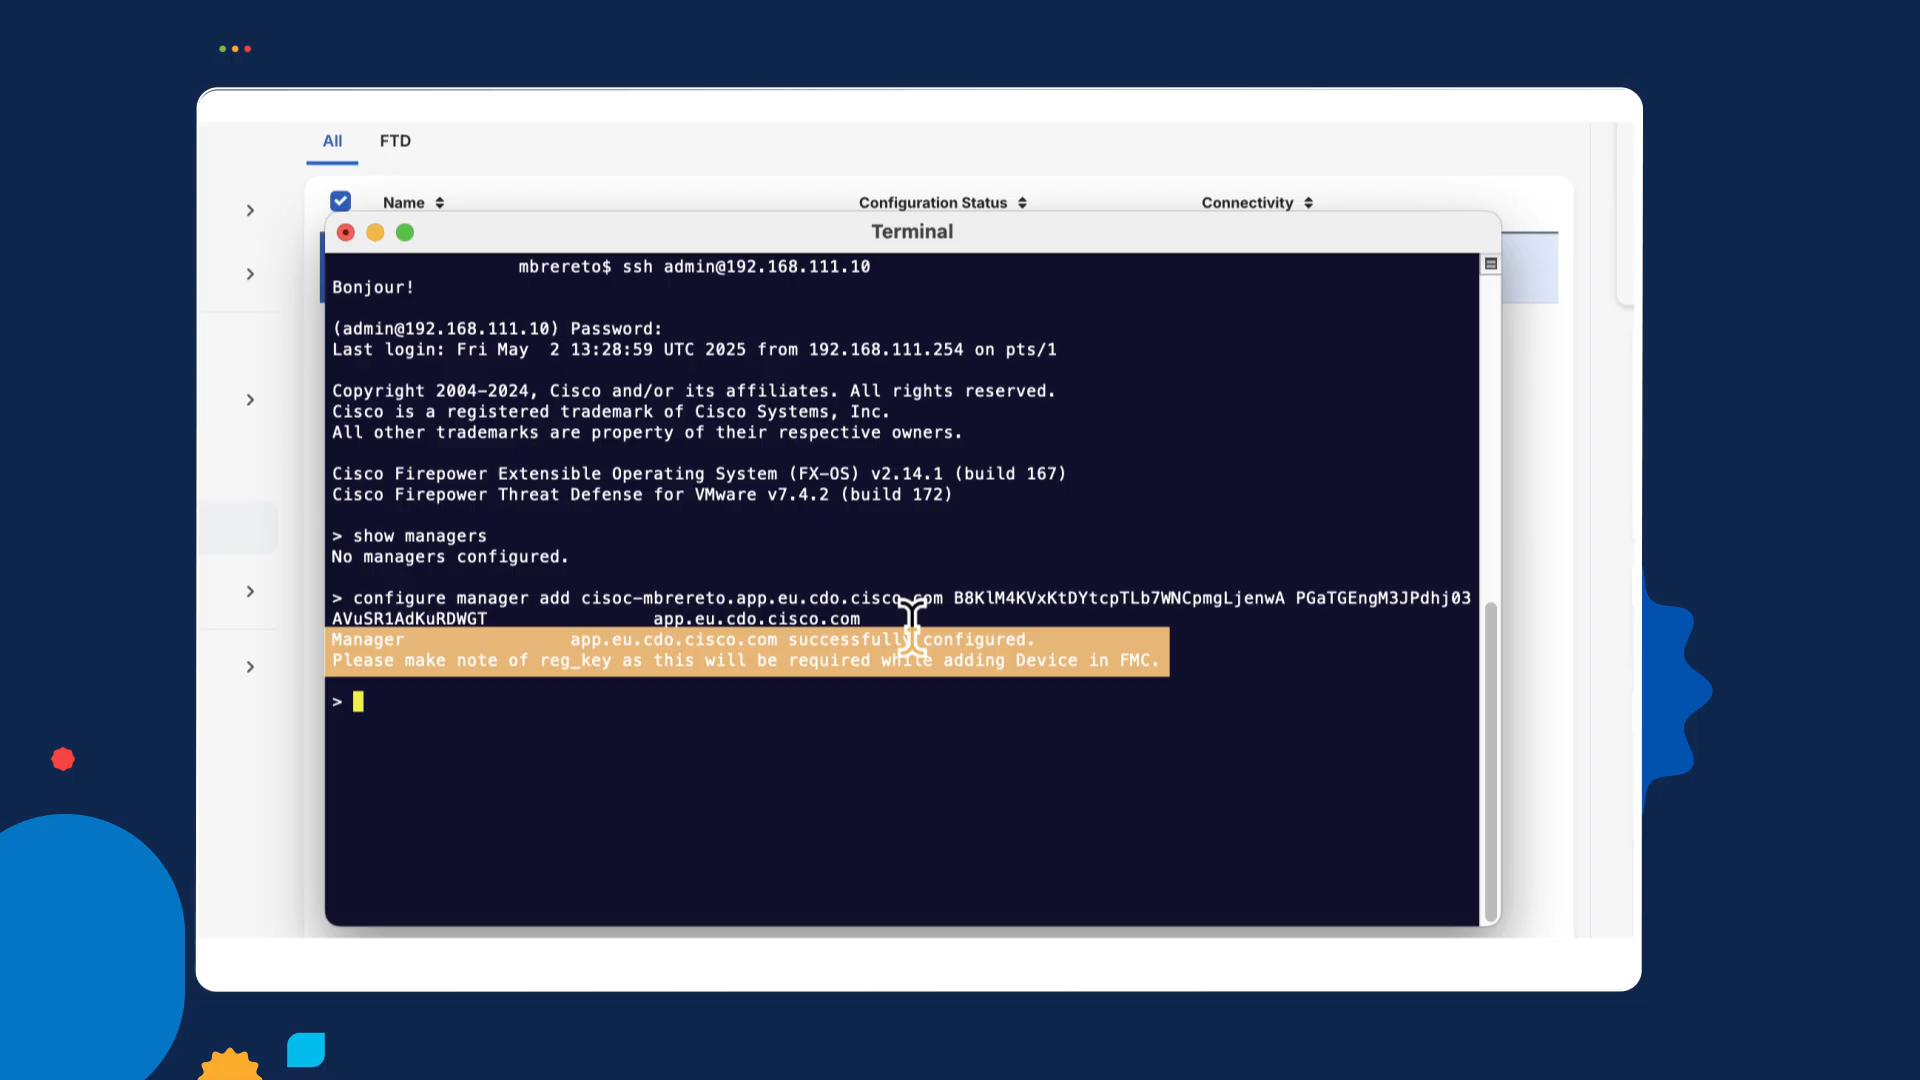 All FTD
Name Configuration Status Connectivity
Terminal
mbrereto$ ssh admin@192.168.111.10
Bonjour!
(admin@192.168.111.10) Password:
Last login: Fri May  2 13:28:59 UTC 2025 from 192.168.111.254 on pts/1
Copyright 2004-2024, Cisco and/or its affiliates. All rights reserved.
Cisco is a registered trademark of Cisco Systems, Inc.
All other trademarks are property of their respective owners.
Cisco Firepower Extensible Operating System (FX-OS) v2.14.1 (build 167)
Cisco Firepower Threat Defense for VMware v7.4.2 (build 172)
> show managers
No managers configured.
> configure manager add cisoc-mbrereto.app.eu.cdo.cisco.com B8KlM4KVxKtDYtcpTLb7WNCpmgLjenwA PGaTGEngM3JPdhj03
AVuSR1AdKuRDWGT app.eu.cdo.cisco.com
Manager app.eu.cdo.cisco.com successfully configured.
Please make note of reg_key as this will be required while adding Device in FMC.
>